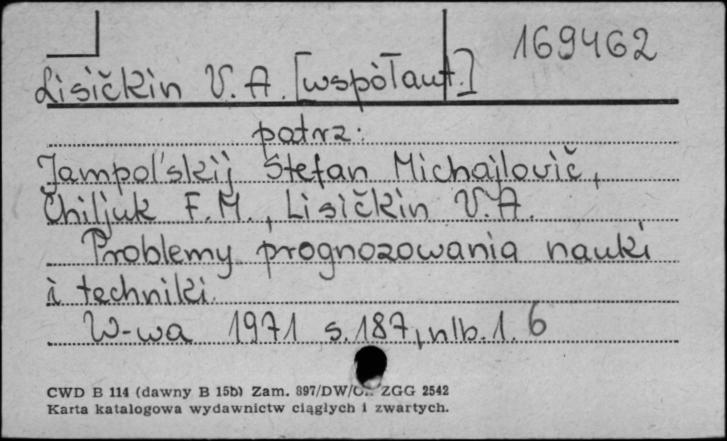 169462
Lisičkin V. A. [współaut.]
patrz:
Jampol'skij Stefan Michajlovič,
Chiljuk F. M., Lisičkin V. A.
Problemy prognozowania nauki
i techniki.
W-wa 1971 s. 187, nlb. 1. 6
CWD B 114 (dawny B 15b) Zam. 897/DW/ ZGG 2542
Karta katalogowa wydawnictw ciągłych i zwartych.